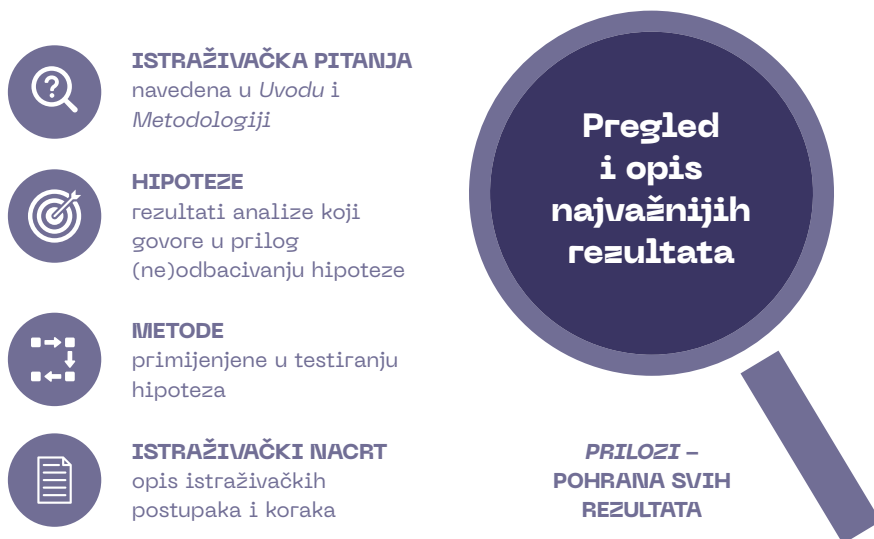 ISTRAŽIVAČKA PITANJA
navedena u Uvodu i
Metodologiji
HIPOTEZE
rezultati analize koji
govore u prilog
(ne)odbacivanju hipoteze
METODE
primijenjene u testiranju
hipoteza
ISTRAŽIVAČKI NACRT
opis istraživačkih
postupaka i koraka
Pregled
i opis
najvažnijih
rezultata
PRILOZI –
POHRANA SVIH
REZULTATA